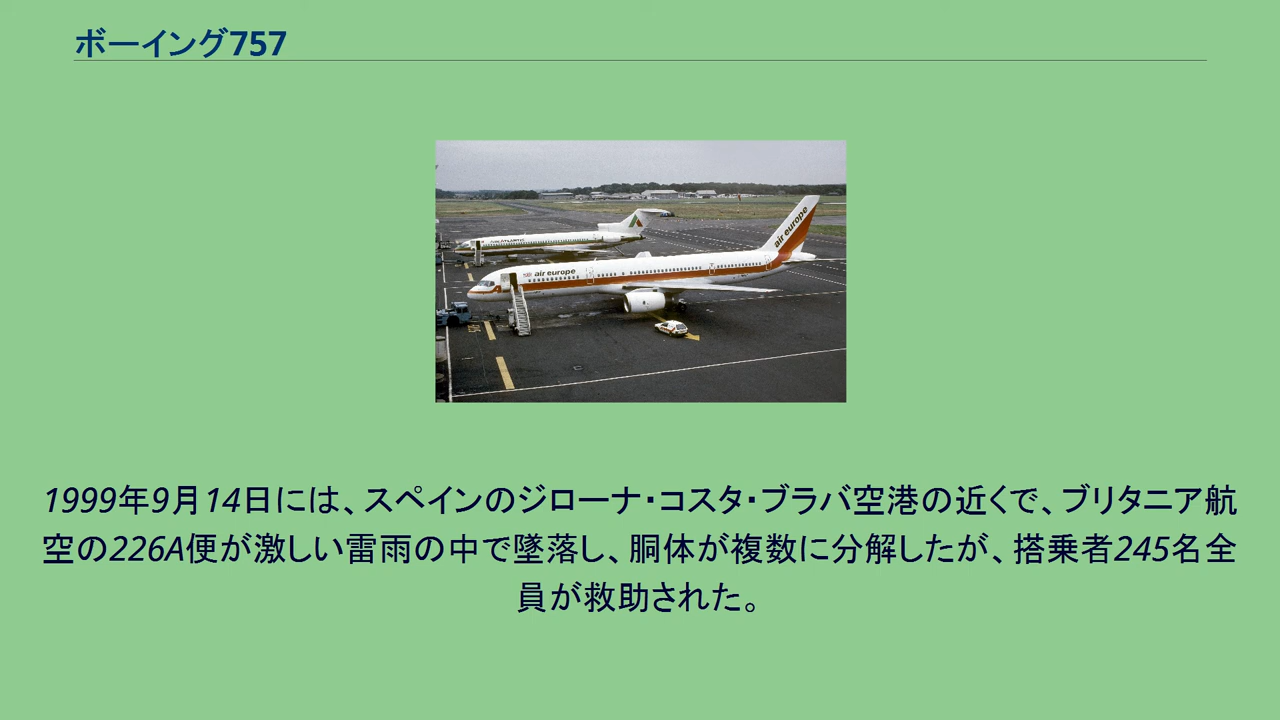 ボーイング757
air europe
air europe
1999年9月14日には、スペインのジローナ・コスタ・ブラバ空港の近くで、ブリタニア航
空の226A便が激しい雷雨の中で墜落し、胴体が複数に分解したが、搭乗者245名全
員が救助された。